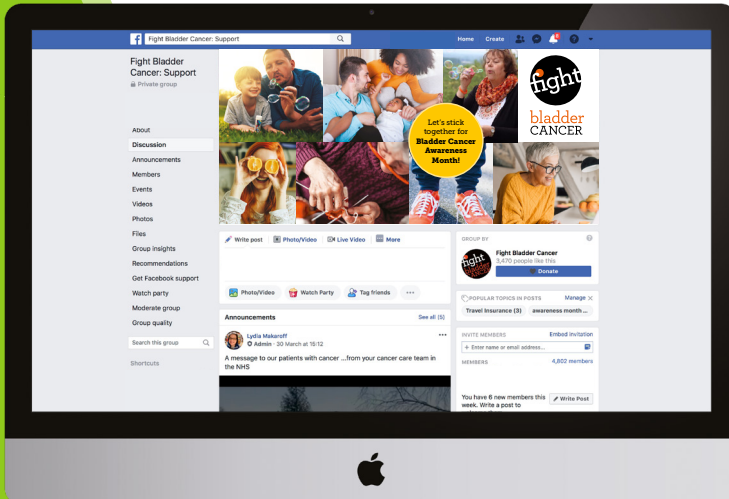 Fight Bladder Cancer: Support
Home
Create
Fight Bladder
Cancer: Support
Private group
About
Discussion
Announcements
Members
Events
Videos
Photos
Files
Group insights
Recommendations
Get Facebook support
Watch party
Moderate group
Group quality
Search this group
Shortcuts
Let's stick
together for
Bladder Cancer
Awareness
Month!
fight
bladder
CANCER
Write post
Photo/Video
Live Video
More
Photo/Video
Watch Party
Tag friends
Announcements
See all (5)
Lydia Makaroff
Admin · 30 March at 16:12
A message to our patients with cancer ...from your cancer care team in
the NHS
GROUP BY
fight
bladder
Fight Bladder Cancer
3,470 people like this
Donate
POPULAR TOPICS IN POSTS
Manage
Travel Insurance (3)
awareness month ...
INVITE MEMBERS
Embod Invitation
+ Enter name or email address...
MEMBERS
4,802 members
You have 6 new members this
week. Write a post to
Write Post